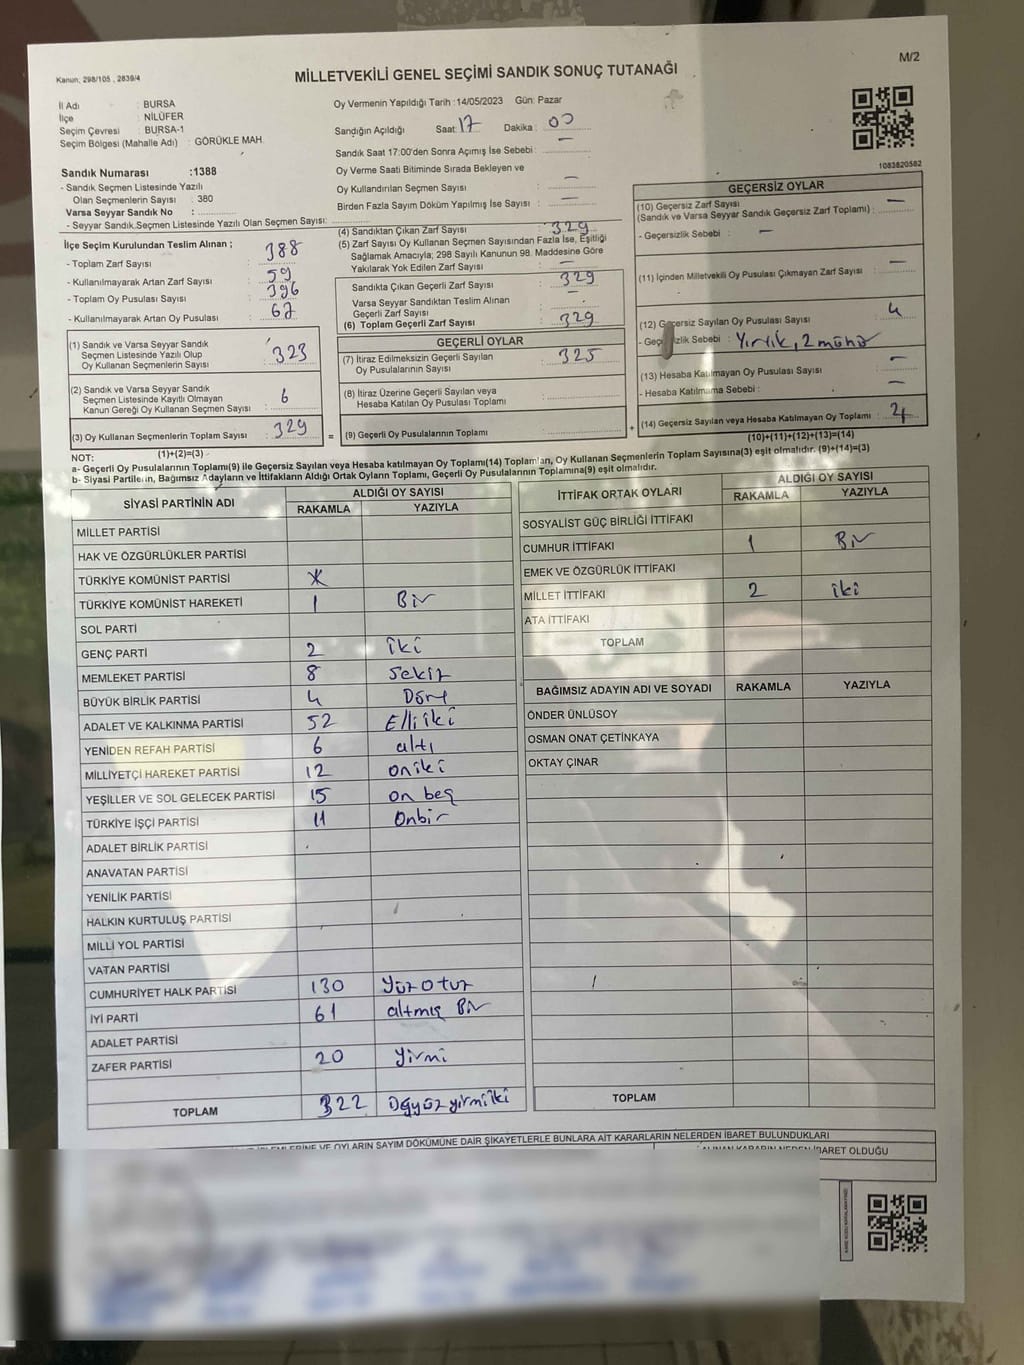 M/2
Kanun; 298/105 , 2839/4
MİLLETVEKİLİ GENEL SEÇİMİ SANDIK SONUÇ TUTANAĞI
İl Adı : BURSA
İlçe : NİLÜFER
Seçim Çevresi : BURSA-1
Seçim Bölgesi (Mahalle Adı) : GÖRÜKLE MAH.
Sandık Numarası :1388
- Sandık Seçmen Listesinde Yazılı
Olan Seçmenlerin Sayısı : 380
Varsa Seyyar Sandık No :
- Seyyar Sandık Seçmen Listesinde Yazılı Olan Seçmen Sayısı:
Oy Vermenin Yapıldığı Tarih :14/05/2023 Gün: Pazar
Sandığın Açıldığı Saat: 17 Dakika : 00
Sandık Saat 17:00'den Sonra Açımış İse Sebebi : —
Oy Verme Saati Bitiminde Sırada Bekleyen ve
Oy Kullandırılan Seçmen Sayısı : —
Birden Fazla Sayım Döküm Yapılmış İse Sayısı : —
1083820582
İlçe Seçim Kurulundan Teslim Alınan ;
- Toplam Zarf Sayısı : 388
- Kullanılmayarak Artan Zarf Sayısı : 59
- Toplam Oy Pusulası Sayısı : 396
- Kullanılmayarak Artan Oy Pusulası : 67
(1) Sandık ve Varsa Seyyar Sandık
Seçmen Listesinde Yazılı Olup
Oy Kullanan Seçmenlerin Sayısı : 323
(2) Sandık ve Varsa Seyyar Sandık
Seçmen Listesinde Kayıtlı Olmayan
Kanun Gereği Oy Kullanan Seçmen Sayısı : 6
(3) Oy Kullanan Seçmenlerin Toplam Sayısı : 329
(4) Sandıktan Çıkan Zarf Sayısı : 329
(5) Zarf Sayısı Oy Kullanan Seçmen Sayısından Fazla İse, Eşitliği
Sağlamak Amacıyla; 298 Sayılı Kanunun 98. Maddesine Göre
Yakılarak Yok Edilen Zarf Sayısı : —
Sandıkta Çıkan Geçerli Zarf Sayısı : 329
Varsa Seyyar Sandıktan Teslim Alınan
Geçerli Zarf Sayısı : —
(6) Toplam Geçerli Zarf Sayısı : 329
GEÇERLİ OYLAR
(7) İtiraz Edilmeksizin Geçerli Sayılan
Oy Pusulalarının Sayısı : 325
(8) İtiraz Üzerine Geçerli Sayılan veya
Hesaba Katılan Oy Pusulası Toplamı :
= (9) Geçerli Oy Pusulalarının Toplamı : +
GEÇERSİZ OYLAR
(10) Geçersiz Zarf Sayısı
(Sandık ve Varsa Seyyar Sandık Geçersiz Zarf Toplamı) : —
- Geçersizlik Sebebi : —
(11) İçinden Milletvekili Oy Pusulası Çıkmayan Zarf Sayısı : —
(12) Geçersiz Sayılan Oy Pusulası Sayısı : 4
- Geçersizlik Sebebi : Yırtık, 2 mühür
(13) Hesaba Katılmayan Oy Pusulası Sayısı : —
- Hesaba Katılmama Sebebi : —
(14) Geçersiz Sayılan veya Hesaba Katılmayan Oy Toplamı : 4
NOT: (1)+(2)=(3) (10)+(11)+(12)+(13)=(14)
a- Geçerli Oy Pusulalarının Toplamı(9) ile Geçersiz Sayılan veya Hesaba katılmayan Oy Toplamı(14) Toplamları, Oy Kullanan Seçmenlerin Toplam Sayısına(3) eşit olmalıdır. (9)+(14)=(3)
b- Siyasi Partilerin, Bağımsız Adayların ve İttifakların Aldığı Ortak Oyların Toplamı, Geçerli Oy Pusulalarının Toplamına(9) eşit olmalıdır.
SİYASİ PARTİNİN ADI ALDIĞI OY SAYISI
RAKAMLA YAZIYLA
MİLLET PARTİSİ
HAK VE ÖZGÜRLÜKLER PARTİSİ
TÜRKİYE KOMÜNİST PARTİSİ
TÜRKİYE KOMÜNİST HAREKETİ 1 Bir
SOL PARTİ
GENÇ PARTİ 2 iki
MEMLEKET PARTİSİ 8 Sekiz
BÜYÜK BİRLİK PARTİSİ 4 Dört
ADALET VE KALKINMA PARTİSİ 52 Elli iki
YENİDEN REFAH PARTİSİ 6 altı
MİLLİYETÇİ HAREKET PARTİSİ 12 oniki
YEŞİLLER VE SOL GELECEK PARTİSİ 15 on beş
TÜRKİYE İŞÇİ PARTİSİ 11 Onbir
ADALET BİRLİK PARTİSİ
ANAVATAN PARTİSİ
YENİLİK PARTİSİ
HALKIN KURTULUŞ PARTİSİ
MİLLİ YOL PARTİSİ
VATAN PARTİSİ
CUMHURİYET HALK PARTİSİ 130 Yüz otuz
İYİ PARTİ 61 altmış Bir
ADALET PARTİSİ
ZAFER PARTİSİ 20 Yirmi
TOPLAM 322 Üçyüz yirmi iki
İTTİFAK ORTAK OYLARI ALDIĞI OY SAYISI
RAKAMLA YAZIYLA
SOSYALİST GÜÇ BİRLİĞİ İTTİFAKI
CUMHUR İTTİFAKI 1 Bir
EMEK VE ÖZGÜRLÜK İTTİFAKI
MİLLET İTTİFAKI 2 iki
ATA İTTİFAKI
TOPLAM
BAĞIMSIZ ADAYIN ADI VE SOYADI RAKAMLA YAZIYLA
ÖNDER ÜNLÜSOY
OSMAN ONAT ÇETİNKAYA
OKTAY ÇINAR
TOPLAM
VE OYLARIN SAYIM DÖKÜMÜNE DAİR ŞİKAYETLERLE BUNLARA AİT KARARLARIN NELERDEN İBARET BULUNDUKLARI
İBARET OLDUĞU